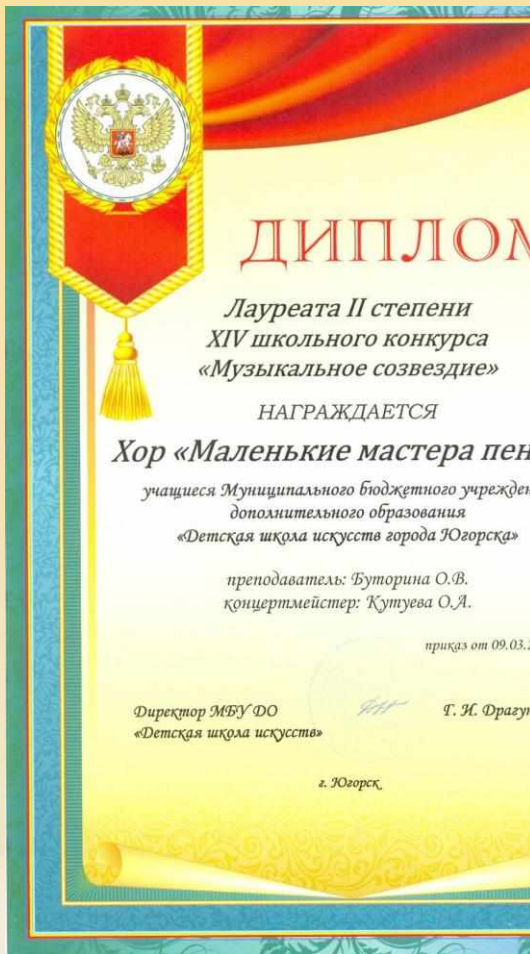 ДИПЛОМ
Лауреата II степени
XIV школьного конкурса
«Музыкальное созвездие»
НАГРАЖДАЕТСЯ
Хор «Маленькие мастера пен
учащиеся Муниципального бюджетного учрежден
дополнительного образования
«Детская школа искусств города Югорска»
преподаватель: Буторина О.В.
концертмейстер: Кутуева О.А.
приказ от 09.03.2
Директор МБУ ДО
Г. И. Драгун
«Детская школа искусств»
г. Югорск